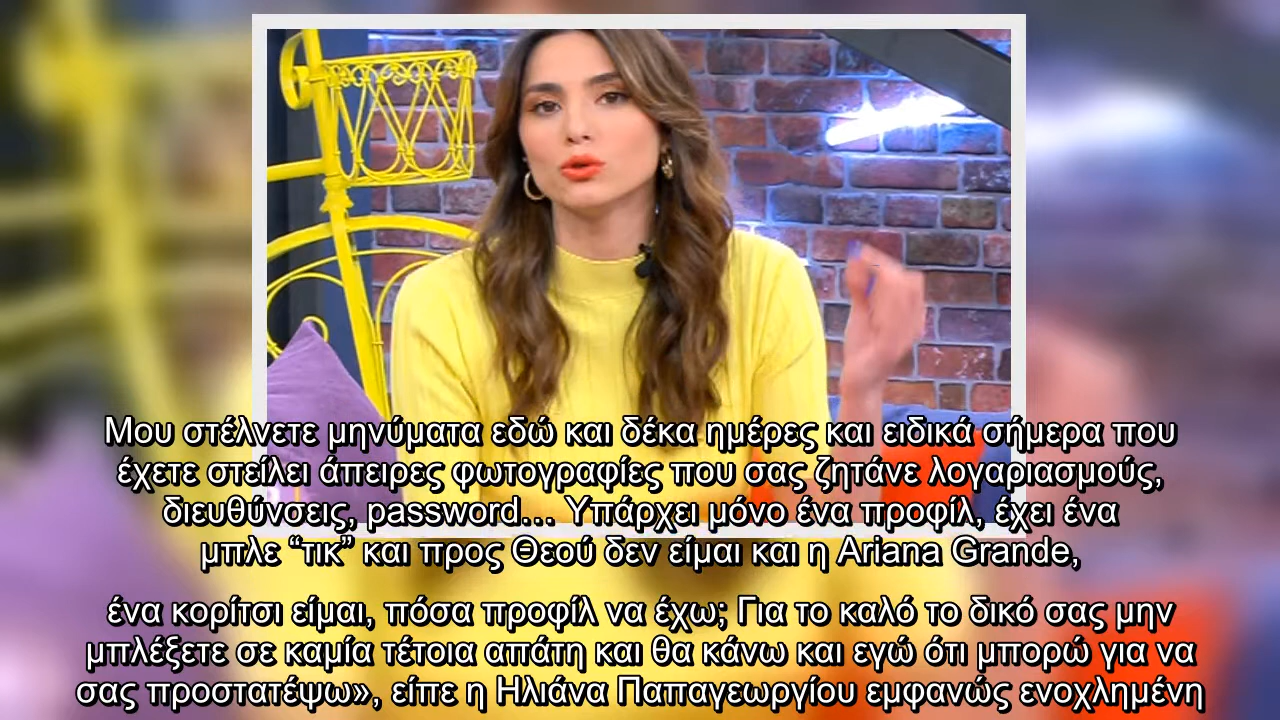 Μου στέλνετε μηνύματα εδώ και δέκα ημέρες και ειδικά σήμερα που
έχετε στείλει άπειρες φωτογραφίες που σας ζητάνε λογαριασμούς,
διευθύνσεις, password… Υπάρχει μόνο ένα προφίλ, έχει ένα
μπλε “τικ” και προς Θεού δεν είμαι και η Ariana Grande,
ένα κορίτσι είμαι, πόσα προφίλ να έχω; Για το καλό το δικό σας μην
μπλέξετε σε καμία τέτοια απάτη και θα κάνω και εγώ ότι μπορώ για να
σας προστατέψω», είπε η Ηλιάνα Παπαγεωργίου εμφανώς ενοχλημένη